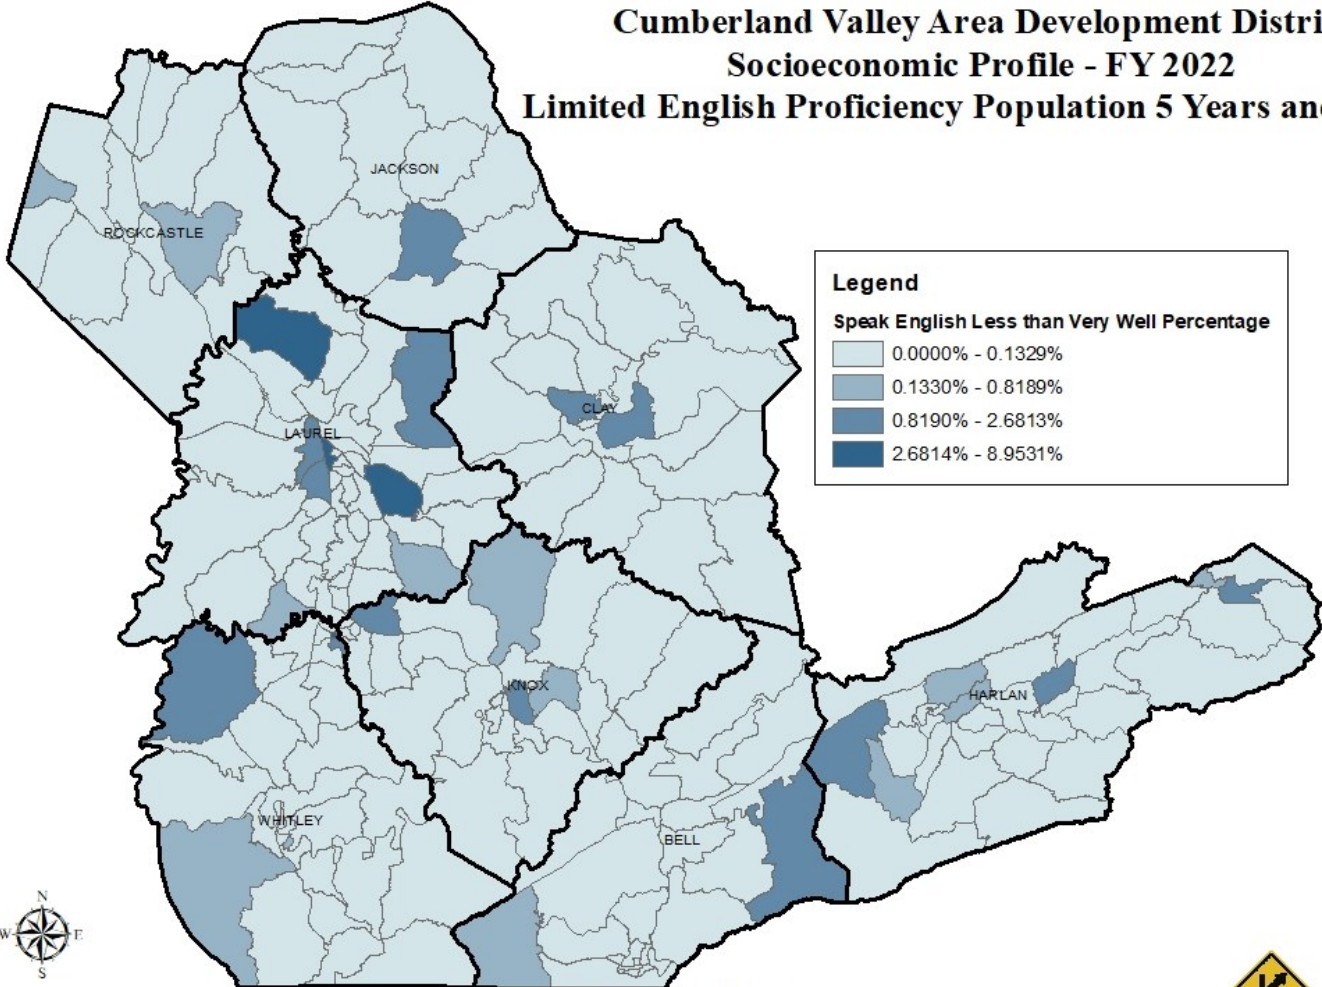 Cumberland Valley Area Development Distri
Socioeconomic Profile - FY 2022
Limited English Proficiency Population 5 Years an
JACKSON
ROCKCASTLE
Legend
Speak English Less than Very Well Percentage
0.0000% - 0.1329%
0.1330% - 0.8189%
0.8190% - 2.6813%
2.6814% - 8.9531%
CLAY
LAUREL
KNOX
HARLAN
WHITLEY
BELL
N
W
E
S